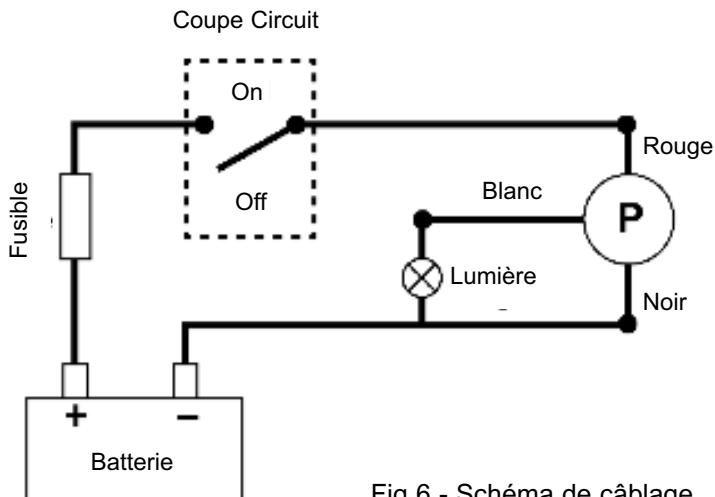 Coupe Circuit
On
Off
Fusible
Rouge
Blanc
P
Lumière
Noir
+ −
Batterie
Fig 6 - Schéma de câblage